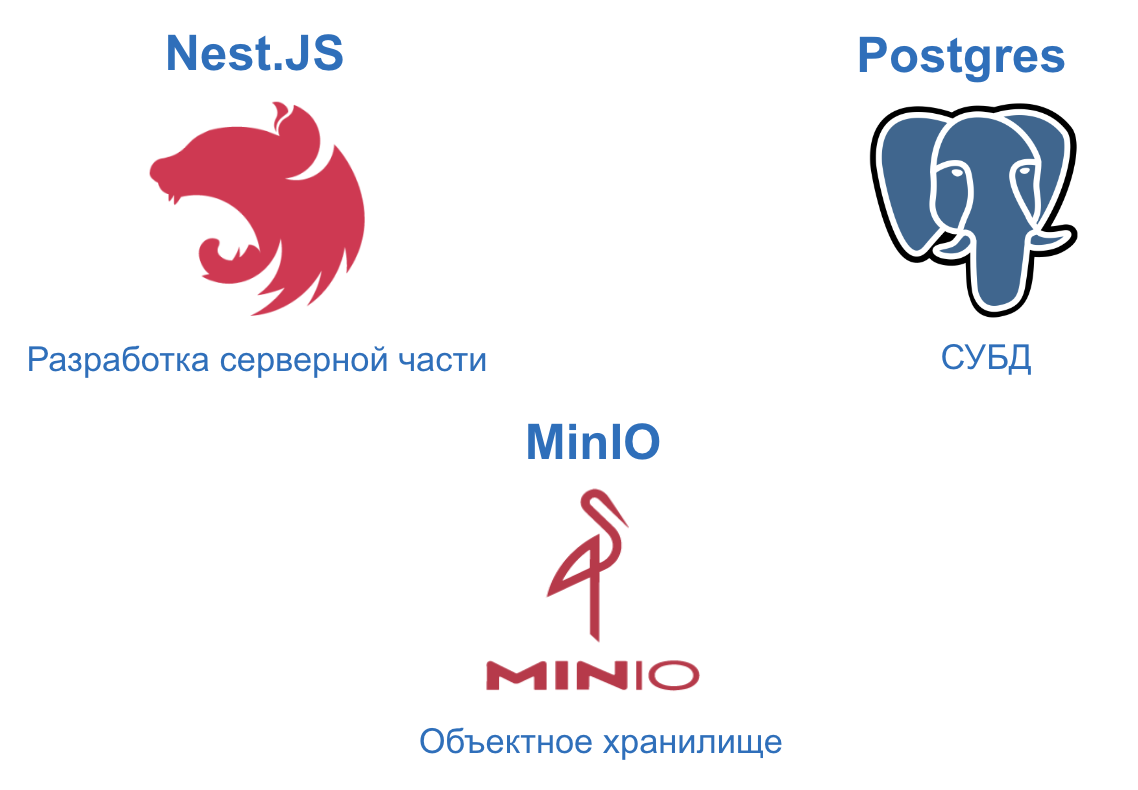 Nest.JS
Postgres
Разработка серверной части
СУБД
MinIO
MINIO
Объектное хранилище